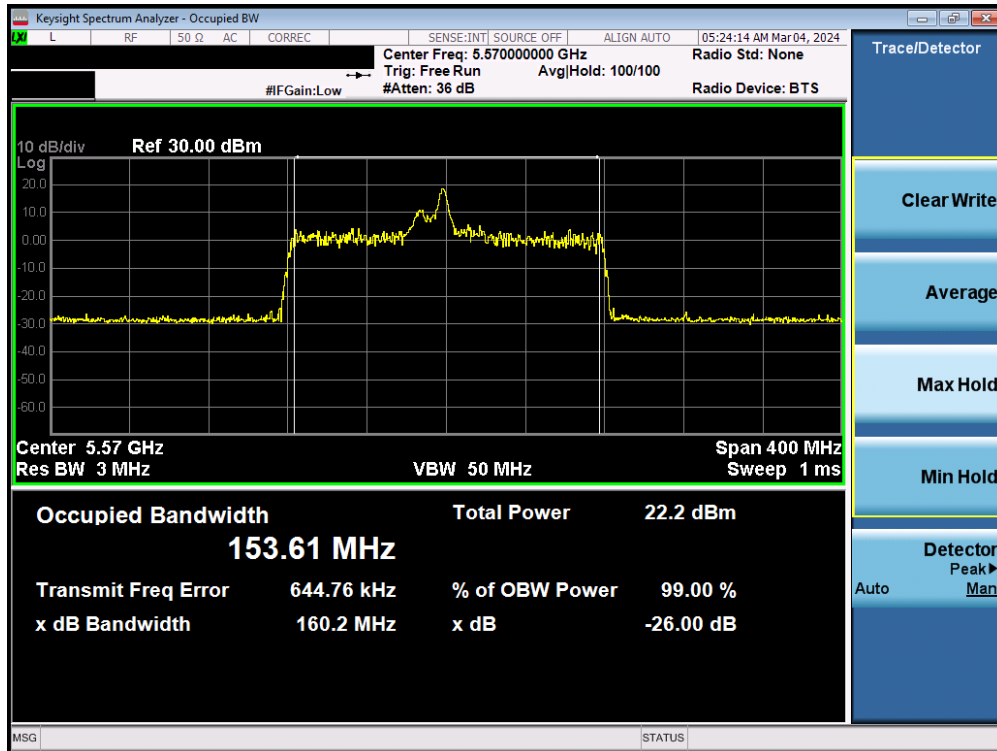 Keysight Spectrum Analyzer - Occupied BW
LXI L RF 50 Ω AC CORREC SENSE:INT SOURCE OFF ALIGN AUTO 05:24:14 AM Mar 04, 2024
Center Freq: 5.570000000 GHz Radio Std: None
Trig: Free Run Avg|Hold: 100/100
#IFGain:Low #Atten: 36 dB Radio Device: BTS
Trace/Detector
10 dB/div Ref 30.00 dBm
Log
20.0
10.0
0.00
-10.0
-20.0
-30.0
-40.0
-50.0
-60.0
Center 5.57 GHz Span 400 MHz
Res BW 3 MHz VBW 50 MHz Sweep 1 ms
Occupied Bandwidth Total Power 22.2 dBm
153.61 MHz
Transmit Freq Error 644.76 kHz % of OBW Power 99.00 %
x dB Bandwidth 160.2 MHz x dB -26.00 dB
Clear Write
Average
Max Hold
Min Hold
Detector
Peak▶
Auto Man
MSG STATUS